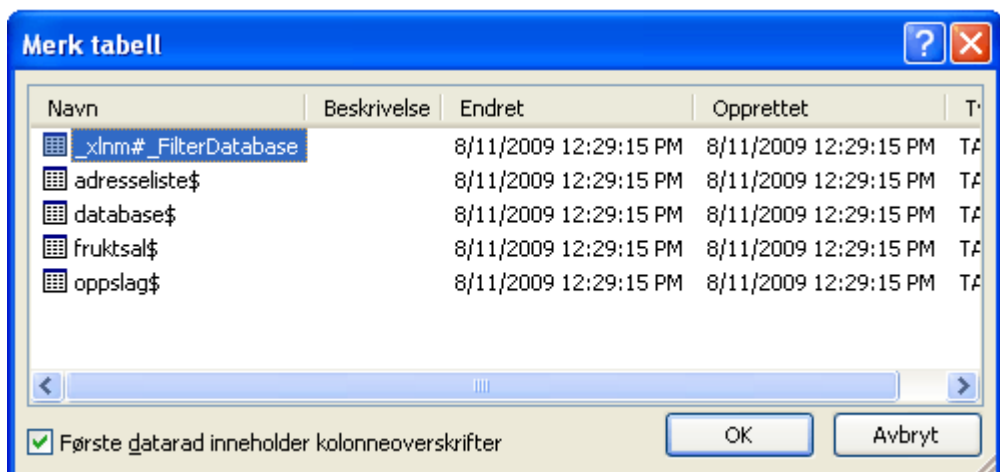 Merk tabell
Navn Beskrivelse Endret Opprettet
_xlnm#_FilterDatabase 8/11/2009 12:29:15 PM 8/11/2009 12:29:15 PM
adresseliste$ 8/11/2009 12:29:15 PM 8/11/2009 12:29:15 PM
database$ 8/11/2009 12:29:15 PM 8/11/2009 12:29:15 PM
fruktsal$ 8/11/2009 12:29:15 PM 8/11/2009 12:29:15 PM
oppslag$ 8/11/2009 12:29:15 PM 8/11/2009 12:29:15 PM
Første datarad inneholder kolonneoverskrifter
OK Avbryt